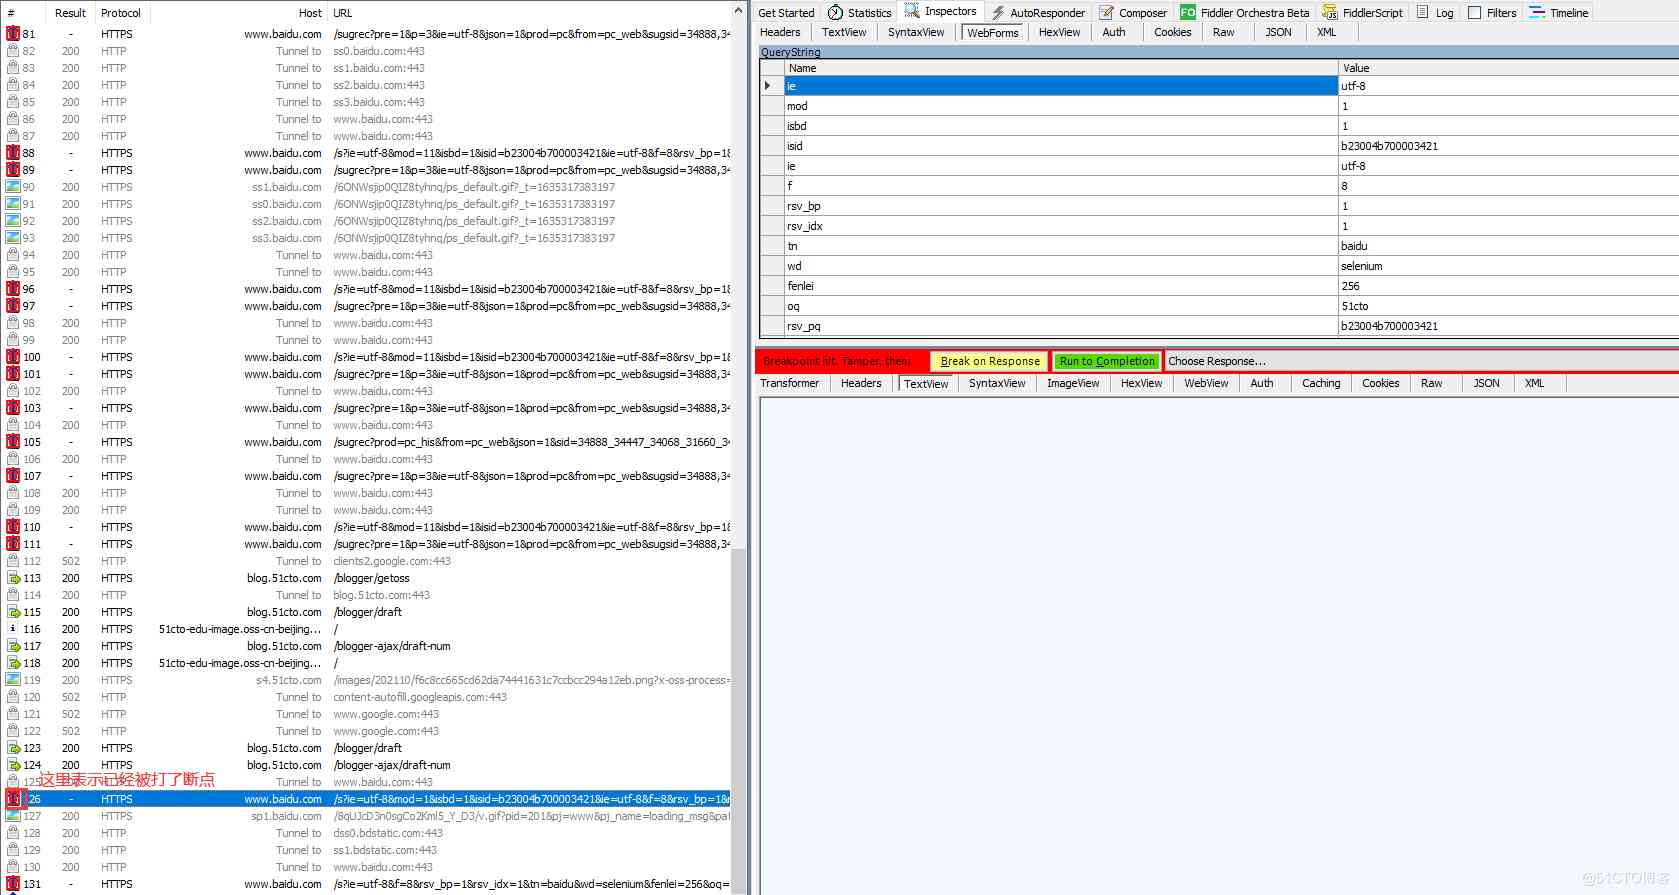 # Result Protocol Host URL
81 - HTTPS www.baidu.com /sugrec?pre=1&p=3&ie=utf-8&json=1&prod=pc&from=pc_web&sugsid=34888,34
82 200 HTTP Tunnel to ss0.baidu.com:443
83 200 HTTP Tunnel to ss1.baidu.com:443
84 200 HTTP Tunnel to ss2.baidu.com:443
85 200 HTTP Tunnel to ss3.baidu.com:443
86 200 HTTP Tunnel to www.baidu.com:443
87 200 HTTP Tunnel to www.baidu.com:443
88 - HTTPS www.baidu.com /s?ie=utf-8&mod=11&isbd=1&isid=b23004b700003421&ie=utf-8&f=8&rsv_bp=1&
89 - HTTPS www.baidu.com /sugrec?pre=1&p=3&ie=utf-8&json=1&prod=pc&from=pc_web&sugsid=34888,34
90 200 HTTPS ss1.baidu.com /6ONWsjip0QIZ8tyhnq/ps_default.gif?_t=1635317383197
91 200 HTTPS ss0.baidu.com /6ONWsjip0QIZ8tyhnq/ps_default.gif?_t=1635317383197
92 200 HTTPS ss2.baidu.com /6ONWsjip0QIZ8tyhnq/ps_default.gif?_t=1635317383197
93 200 HTTPS ss3.baidu.com /6ONWsjip0QIZ8tyhnq/ps_default.gif?_t=1635317383197
94 200 HTTP Tunnel to www.baidu.com:443
95 200 HTTP Tunnel to www.baidu.com:443
96 - HTTPS www.baidu.com /s?ie=utf-8&mod=11&isbd=1&isid=b23004b700003421&ie=utf-8&f=8&rsv_bp=1&
97 - HTTPS www.baidu.com /sugrec?pre=1&p=3&ie=utf-8&json=1&prod=pc&from=pc_web&sugsid=34888,34
98 200 HTTP Tunnel to www.baidu.com:443
99 200 HTTP Tunnel to www.baidu.com:443
100 - HTTPS www.baidu.com /s?ie=utf-8&mod=11&isbd=1&isid=b23004b700003421&ie=utf-8&f=8&rsv_bp=1&
101 - HTTPS www.baidu.com /sugrec?pre=1&p=3&ie=utf-8&json=1&prod=pc&from=pc_web&sugsid=34888,34
102 200 HTTP Tunnel to www.baidu.com:443
103 - HTTPS www.baidu.com /sugrec?pre=1&p=3&ie=utf-8&json=1&prod=pc&from=pc_web&sugsid=34888,34
104 200 HTTP Tunnel to www.baidu.com:443
105 - HTTPS www.baidu.com /sugrec?prod=pc_his&from=pc_web&json=1&sid=34888_34447_34068_31660_34
106 200 HTTP Tunnel to www.baidu.com:443
107 - HTTPS www.baidu.com /sugrec?pre=1&p=3&ie=utf-8&json=1&prod=pc&from=pc_web&sugsid=34888,34
108 200 HTTP Tunnel to www.baidu.com:443
109 200 HTTP Tunnel to www.baidu.com:443
110 - HTTPS www.baidu.com /s?ie=utf-8&mod=11&isbd=1&isid=b23004b700003421&ie=utf-8&f=8&rsv_bp=1&
111 - HTTPS www.baidu.com /sugrec?pre=1&p=3&ie=utf-8&json=1&prod=pc&from=pc_web&sugsid=34888,34
112 502 HTTP Tunnel to clients2.google.com:443
113 200 HTTPS blog.51cto.com /blogger/getoss
114 200 HTTP Tunnel to blog.51cto.com:443
115 200 HTTPS blog.51cto.com /blogger/draft
116 200 HTTPS 51cto-edu-image.oss-cn-beijing... /
117 200 HTTPS blog.51cto.com /blogger-ajax/draft-num
118 200 HTTPS 51cto-edu-image.oss-cn-beijing... /
119 200 HTTPS s4.51cto.com /images/202110/f6c8cc665cd62da74441631c7ccbcc294a12eb.png?x-oss-process=
120 502 HTTP Tunnel to content-autofill.googleapis.com:443
121 502 HTTP Tunnel to www.google.com:443
122 502 HTTP Tunnel to www.google.com:443
123 200 HTTPS blog.51cto.com /blogger/draft
124 200 HTTPS blog.51cto.com /blogger-ajax/draft-num
这里表示已经被打了断点
125 200 HTTP Tunnel to www.baidu.com:443
126 - HTTPS www.baidu.com /s?ie=utf-8&mod=1&isbd=1&isid=b23004b700003421&ie=utf-8&f=8&rsv_bp=1&
127 200 HTTPS sp1.baidu.com /8qUJcD3n0sgCo2Kml5_Y_D3/v.gif?pid=201&pj=www&pj_name=loading_msg&pa
128 200 HTTP Tunnel to dss0.bdstatic.com:443
129 200 HTTP Tunnel to ss1.bdstatic.com:443
130 200 HTTP Tunnel to www.baidu.com:443
131 - HTTPS www.baidu.com /s?ie=utf-8&f=8&rsv_bp=1&rsv_idx=1&tn=baidu&wd=selenium&fenlei=256&oq=
Get Started Statistics Inspectors AutoResponder Composer FO Fiddler Orchestra Beta FiddlerScript Log Filters Timeline
Headers TextView SyntaxView WebForms HexView Auth Cookies Raw JSON XML
QueryString
Name Value
ie utf-8
mod 1
isbd 1
isid b23004b700003421
ie utf-8
f 8
rsv_bp 1
rsv_idx 1
tn baidu
wd selenium
fenlei 256
oq 51cto
rsv_pq b23004b700003421
Breakpoint hit. Tamper, then: Break on Response Run to Completion Choose Response...
Transformer Headers TextView SyntaxView ImageView HexView WebView Auth Caching Cookies Raw JSON XML
@51CTO博客